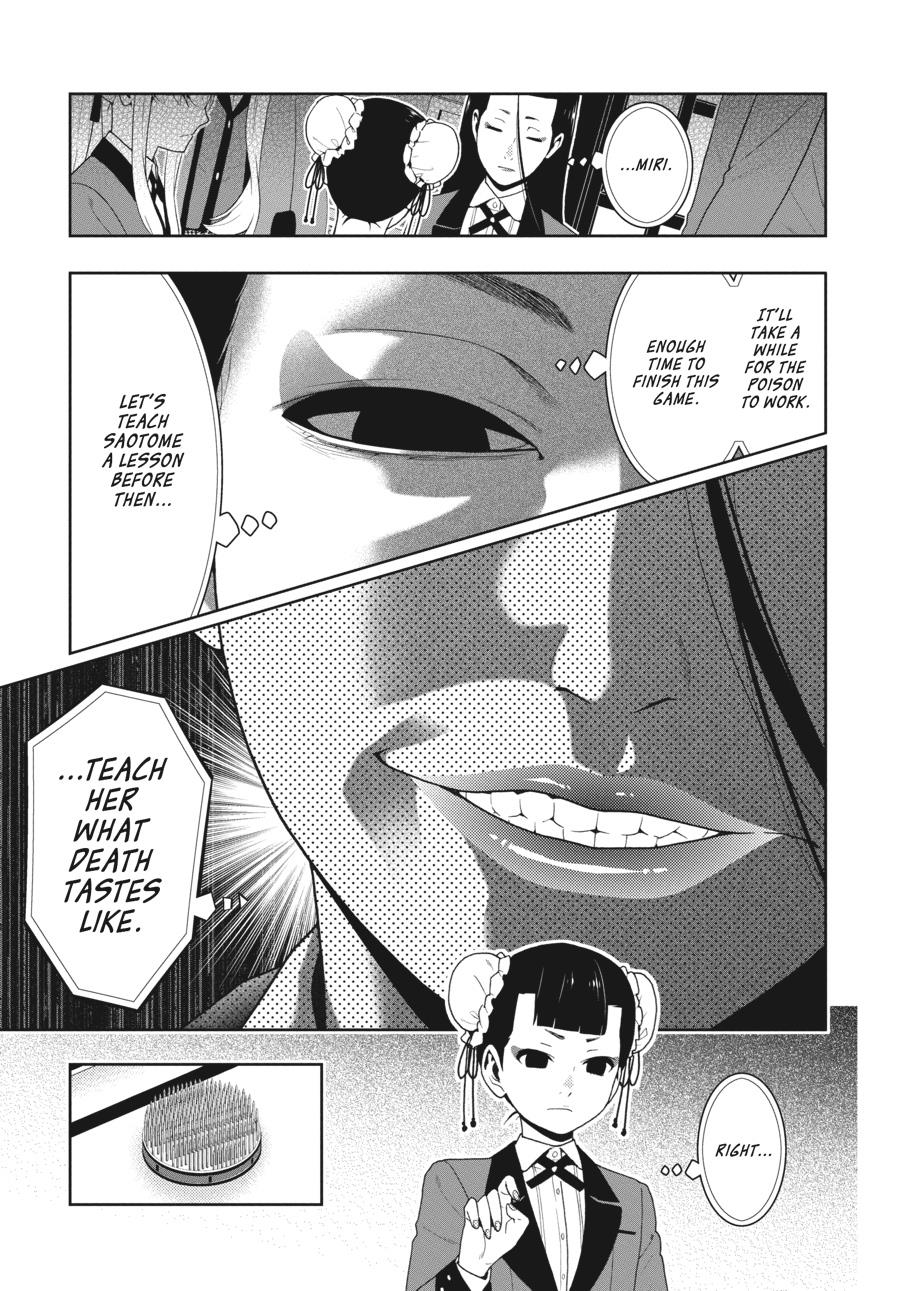 ...MIRI.
IT'LL
TAKE A
WHILE
FOR THE
POISON
TO WORK.
ENOUGH
TIME TO
FINISH THIS
GAME.
LET'S
TEACH
SAOTOME
A LESSON
BEFORE
THEN...
...TEACH
HER
WHAT
DEATH
TASTES
LIKE.
RIGHT...